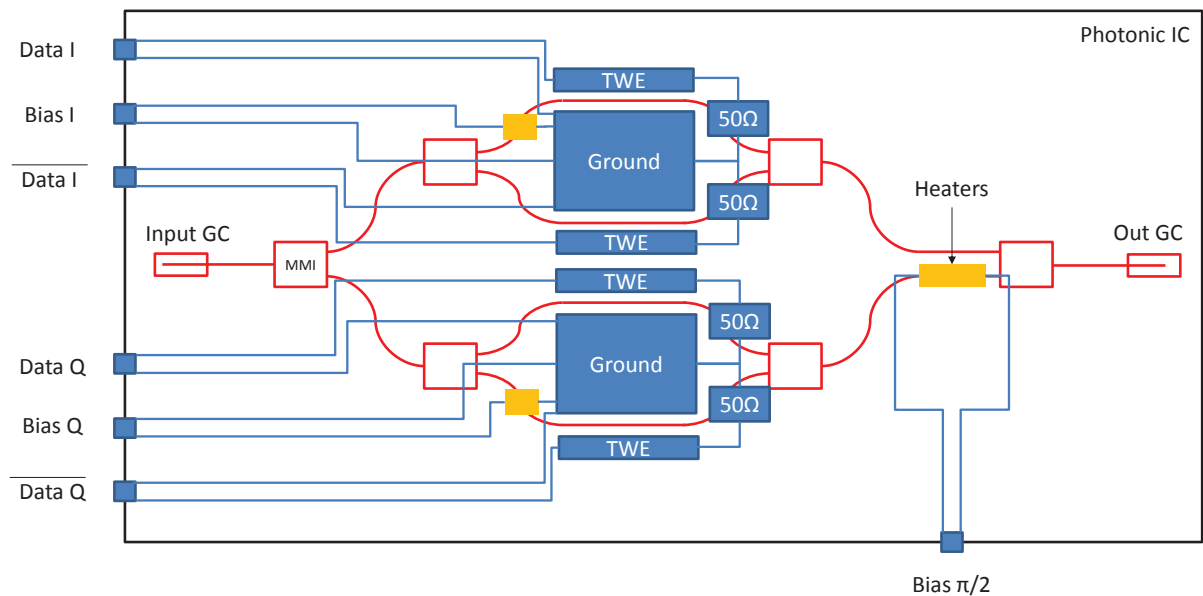 Photonic IC
Data I
Bias I
Data I
Input GC
MMI
TWE
50Ω
Ground
50Ω
TWE
Heaters
Out GC
TWE
50Ω
Ground
50Ω
TWE
Data Q
Bias Q
Data Q
Bias π/2